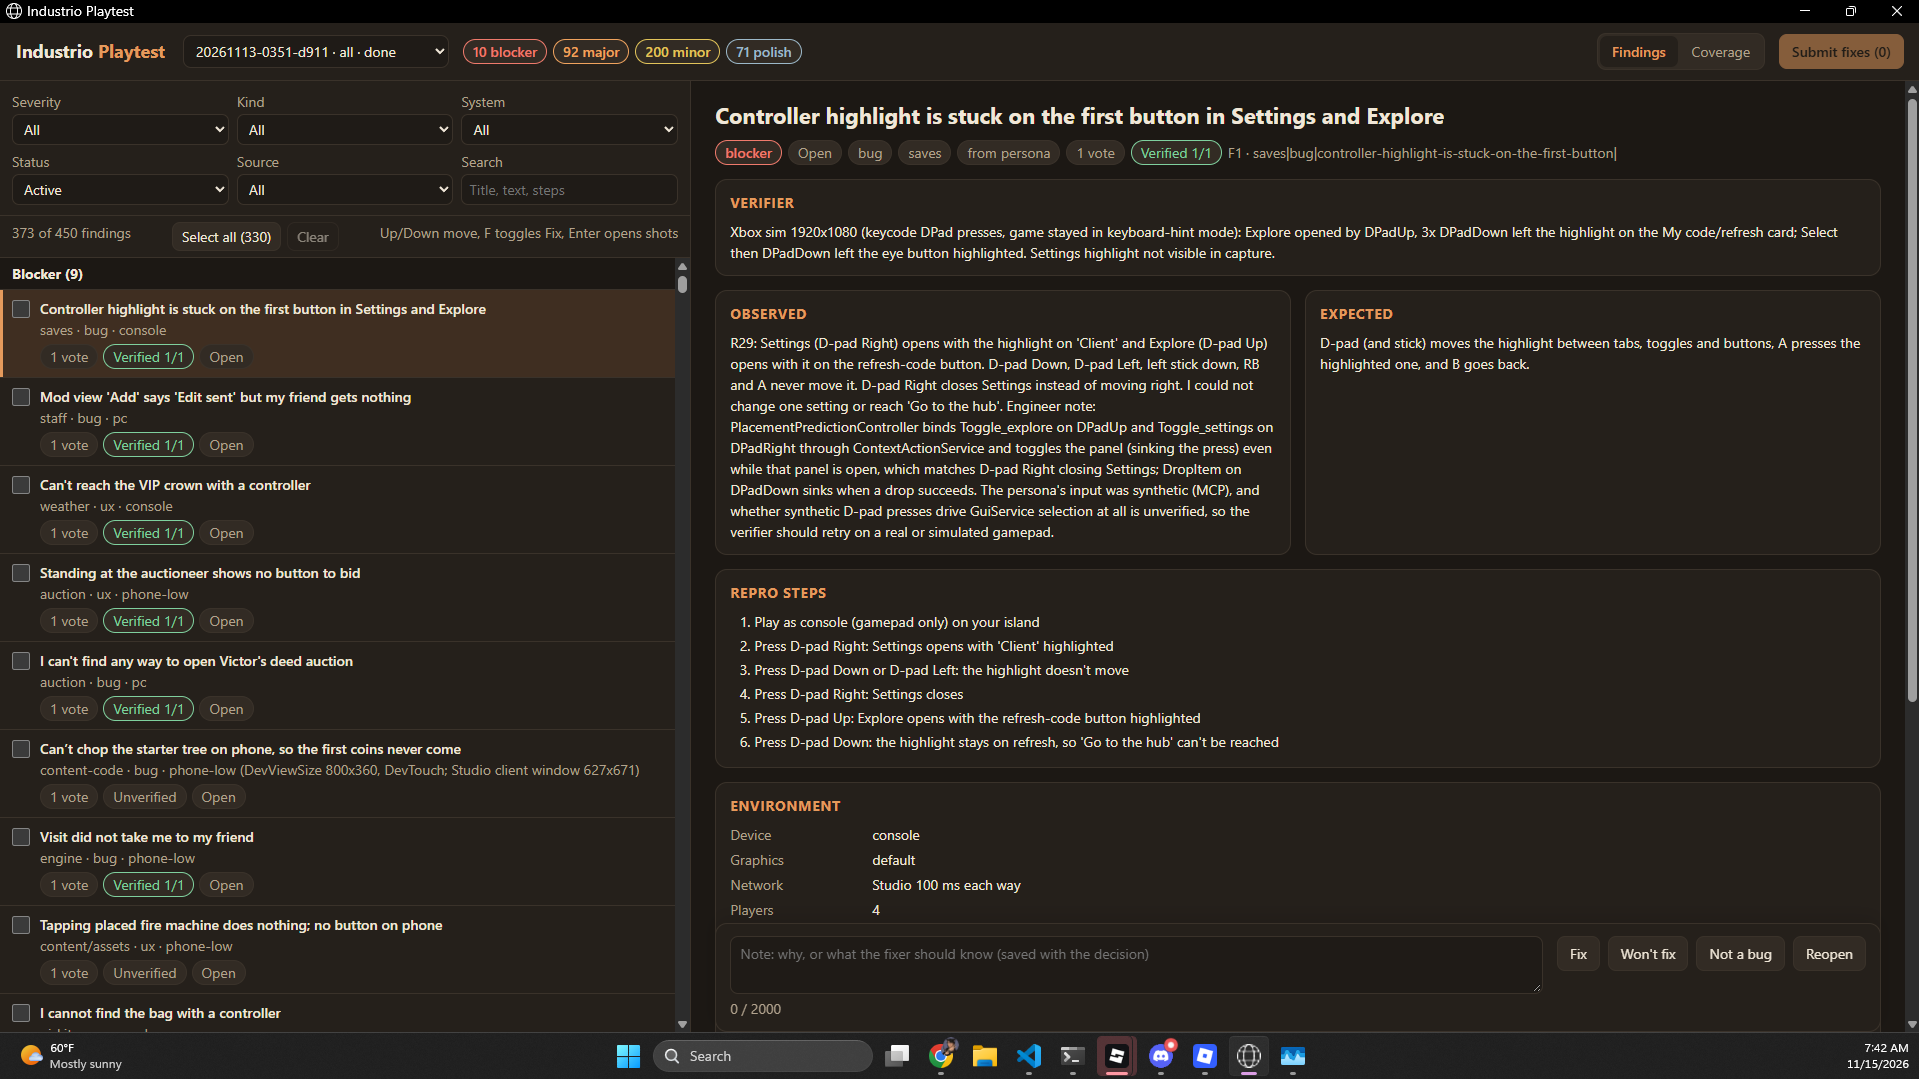 Industrio Playtest
Industrio Playtest
20261113-0351-d911 · all · done
10 blocker
92 major
200 minor
71 polish
Findings
Coverage
Submit fixes (0)
Severity
Kind
System
All
All
All
Status
Source
Search
Active
All
Title, text, steps
373 of 450 findings
Select all (330)
Clear
Up/Down move, F toggles Fix, Enter opens shots
Blocker (9)
Controller highlight is stuck on the first button in Settings and Explore
saves · bug · console
1 vote
Verified 1/1
Open
Mod view 'Add' says 'Edit sent' but my friend gets nothing
staff · bug · pc
1 vote
Verified 1/1
Open
Can't reach the VIP crown with a controller
weather · ux · console
1 vote
Verified 1/1
Open
Standing at the auctioneer shows no button to bid
auction · ux · phone-low
1 vote
Verified 1/1
Open
I can't find any way to open Victor's deed auction
auction · bug · pc
1 vote
Verified 1/1
Open
Can’t chop the starter tree on phone, so the first coins never come
content-code · bug · phone-low (DevViewSize 800x360, DevTouch; Studio client window 627x671)
1 vote
Unverified
Open
Visit did not take me to my friend
engine · bug · phone-low
1 vote
Verified 1/1
Open
Tapping placed fire machine does nothing; no button on phone
content/assets · ux · phone-low
1 vote
Unverified
Open
I cannot find the bag with a controller
Controller highlight is stuck on the first button in Settings and Explore
blocker
Open
bug
saves
from persona
1 vote
Verified 1/1
F1 · saves|bug|controller-highlight-is-stuck-on-the-first-button|
VERIFIER
Xbox sim 1920x1080 (keycode DPad presses, game stayed in keyboard-hint mode): Explore opened by DPadUp, 3x DPadDown left the highlight on the My code/refresh card; Select
then DPadDown left the eye button highlighted. Settings highlight not visible in capture.
OBSERVED
R29: Settings (D-pad Right) opens with the highlight on 'Client' and Explore (D-pad Up)
opens with it on the refresh-code button. D-pad Down, D-pad Left, left stick down, RB
and A never move it. D-pad Right closes Settings instead of moving right. I could not
change one setting or reach 'Go to the hub'. Engineer note:
PlacementPredictionController binds Toggle_explore on DPadUp and Toggle_settings on
DPadRight through ContextActionService and toggles the panel (sinking the press) even
while that panel is open, which matches D-pad Right closing Settings; DropItem on
DPadDown sinks when a drop succeeds. The persona's input was synthetic (MCP), and
whether synthetic D-pad presses drive GuiService selection at all is unverified, so the
verifier should retry on a real or simulated gamepad.
EXPECTED
D-pad (and stick) moves the highlight between tabs, toggles and buttons, A presses the
highlighted one, and B goes back.
REPRO STEPS
1. Play as console (gamepad only) on your island
2. Press D-pad Right: Settings opens with 'Client' highlighted
3. Press D-pad Down or D-pad Left: the highlight doesn't move
4. Press D-pad Right: Settings closes
5. Press D-pad Up: Explore opens with the refresh-code button highlighted
6. Press D-pad Down: the highlight stays on refresh, so 'Go to the hub' can't be reached
ENVIRONMENT
Device console
Graphics default
Network Studio 100 ms each way
Players 4
Note: why, or what the fixer should know (saved with the decision)
Fix
Won't fix
Not a bug
Reopen
0 / 2000
60°F
Mostly sunny
Search
7:42 AM
11/15/2026